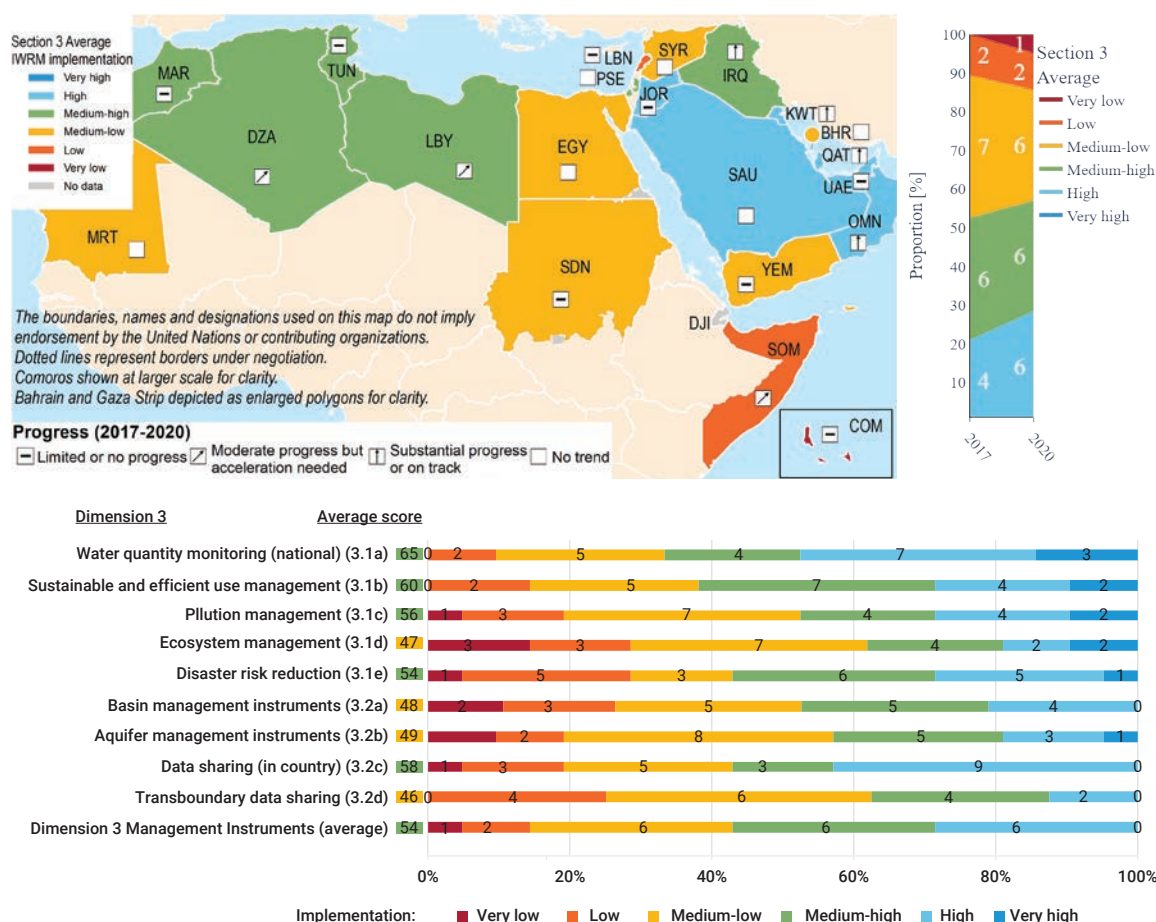 Section 3 Average
IWRM implementation
Very high
High
Medium-high
Medium-low
Low
Very low
No data
MAR
TUN
DZA
LBY
EGY
MRT
SDN
LBN
PSE
SYR
JOR
IRQ
KWT
BHR
QAT
UAE
SAU
OMN
YEM
DJI
SOM
COM
The boundaries, names and designations used on this map do not imply
endorsement by the United Nations or contributing organizations.
Dotted lines represent borders under negotiation.
Comoros shown at larger scale for clarity.
Bahrain and Gaza Strip depicted as enlarged polygons for clarity.
Progress (2017-2020)
Limited or no progress
Moderate progress but
acceleration needed
Substantial progress
or on track
No trend
Proportion [%]
100
90
80
70
60
50
40
30
20
10
2 1
2
7 6
6 6
4 6
2017
2020
Section 3
Average
Very low
Low
Medium-low
Medium-high
High
Very high
Dimension 3 Average score
Water quantity monitoring (national) (3.1a) 65 0 2 5 4 7 3
Sustainable and efficient use management (3.1b) 60 0 2 5 7 4 2
Pllution management (3.1c) 56 1 3 7 4 4 2
Ecosystem management (3.1d) 47 3 3 7 4 2 2
Disaster risk reduction (3.1e) 54 1 5 3 6 5 1
Basin management instruments (3.2a) 48 2 3 5 5 4 0
Aquifer management instruments (3.2b) 49 2 8 5 3 1
Data sharing (in country) (3.2c) 58 1 3 5 3 9 0
Transboundary data sharing (3.2d) 46 0 4 6 4 2 0
Dimension 3 Management Instruments (average) 54 1 2 6 6 6 0
0% 20% 40% 60% 80% 100%
Implementation: Very low Low Medium-low Medium-high High Very high